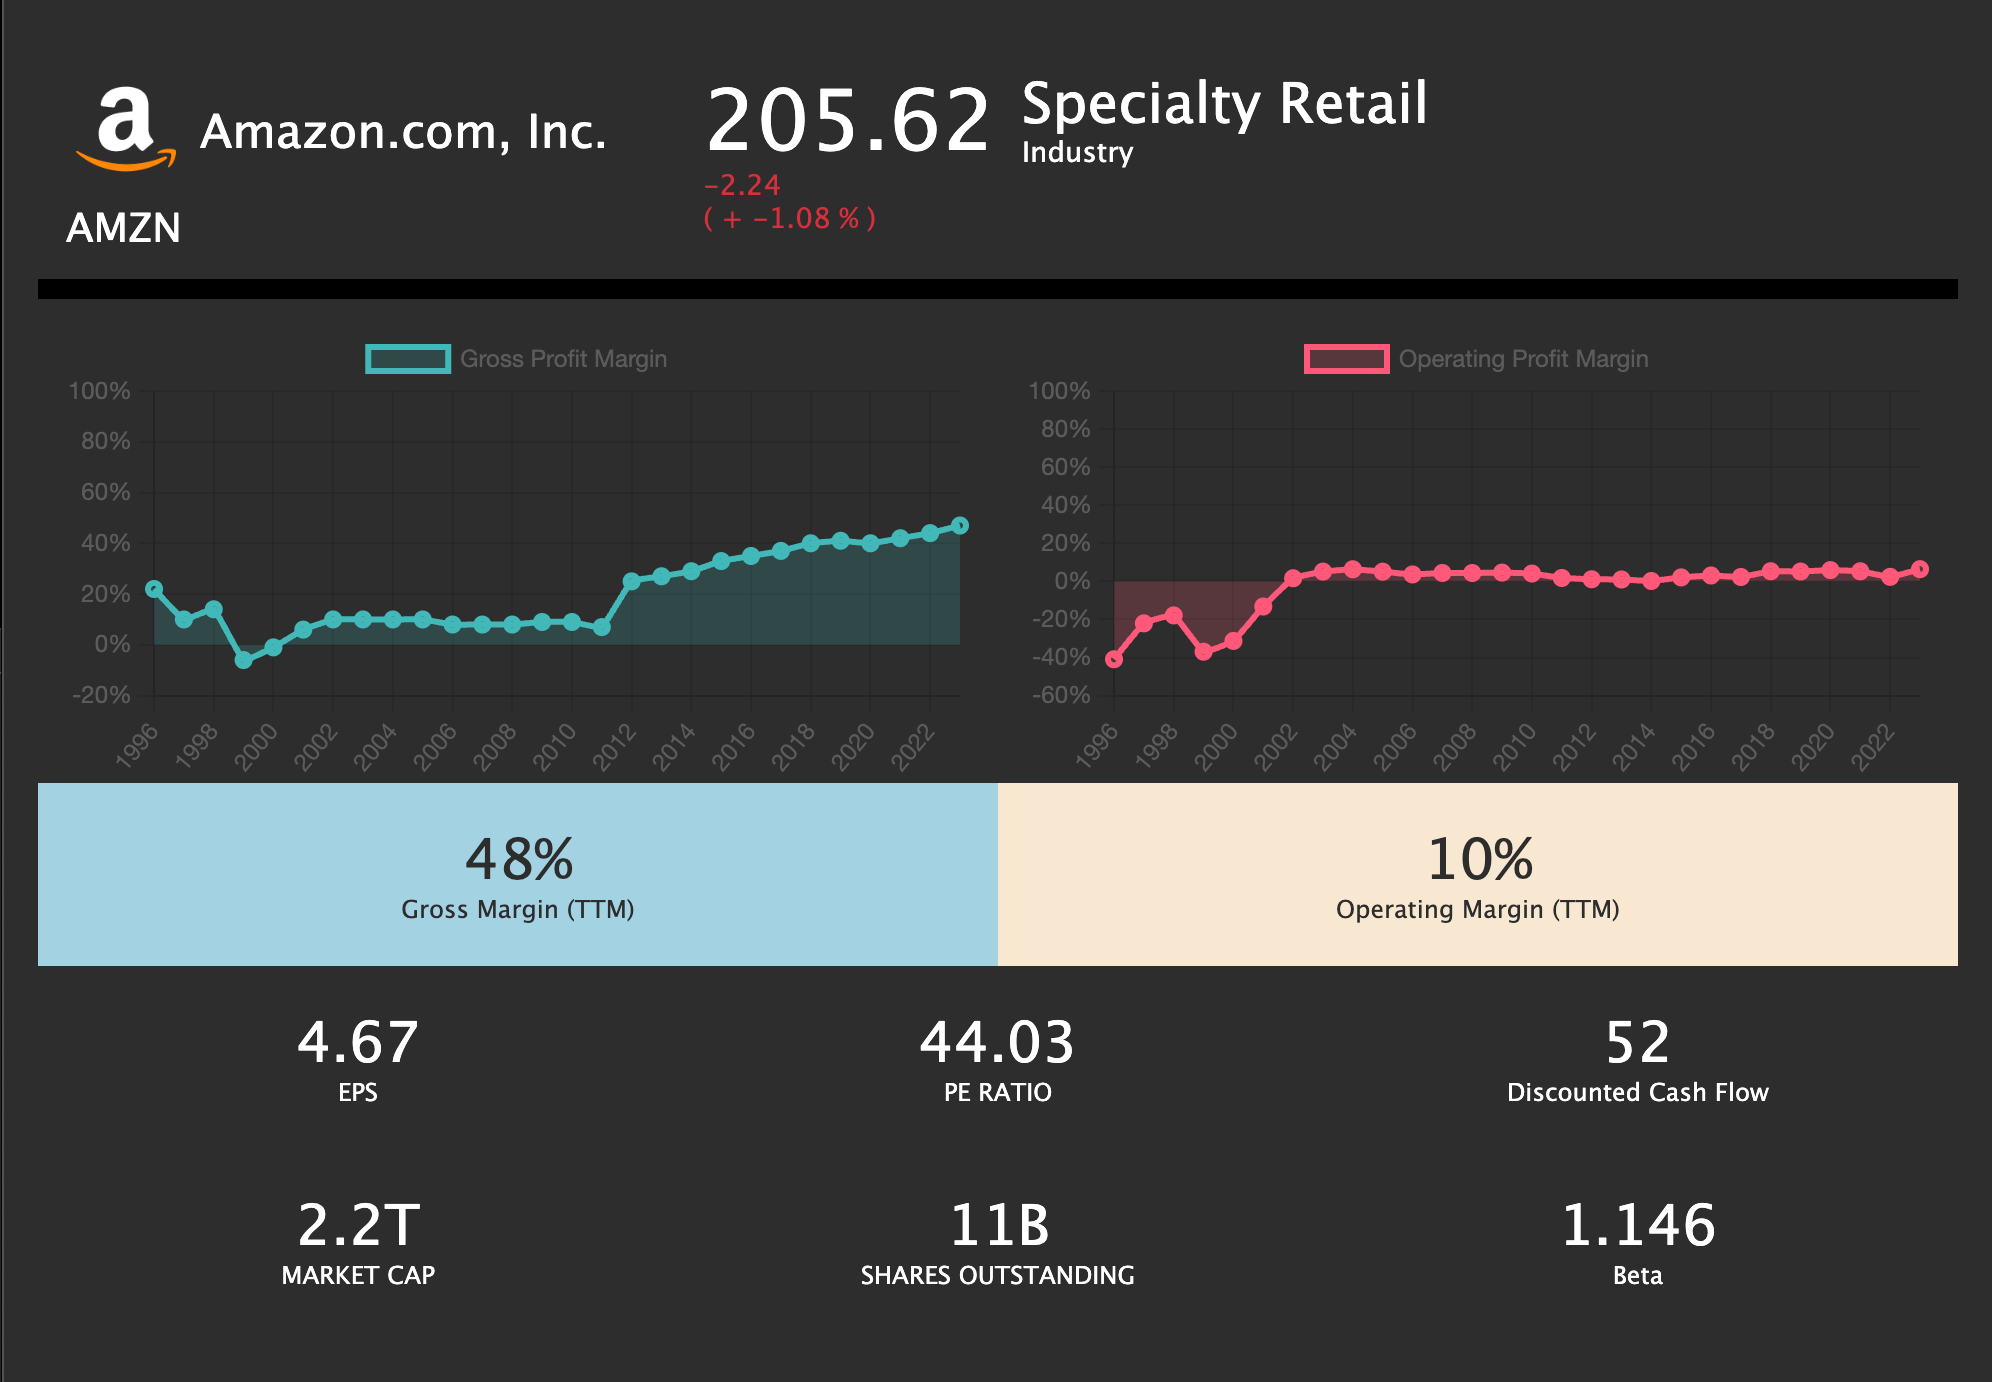 a
Amazon.com, Inc.
AMZN
205.62
-2.24
( + -1.08 % )
Specialty Retail
Industry
Gross Profit Margin
100%
80%
60%
40%
20%
0%
-20%
1996 1998 2000 2002 2004 2006 2008 2010 2012 2014 2016 2018 2020 2022
Operating Profit Margin
100%
80%
60%
40%
20%
0%
-20%
-40%
-60%
1996 1998 2000 2002 2004 2006 2008 2010 2012 2014 2016 2018 2020 2022
48%
Gross Margin (TTM)
10%
Operating Margin (TTM)
4.67
EPS
44.03
PE RATIO
52
Discounted Cash Flow
2.2T
MARKET CAP
11B
SHARES OUTSTANDING
1.146
Beta